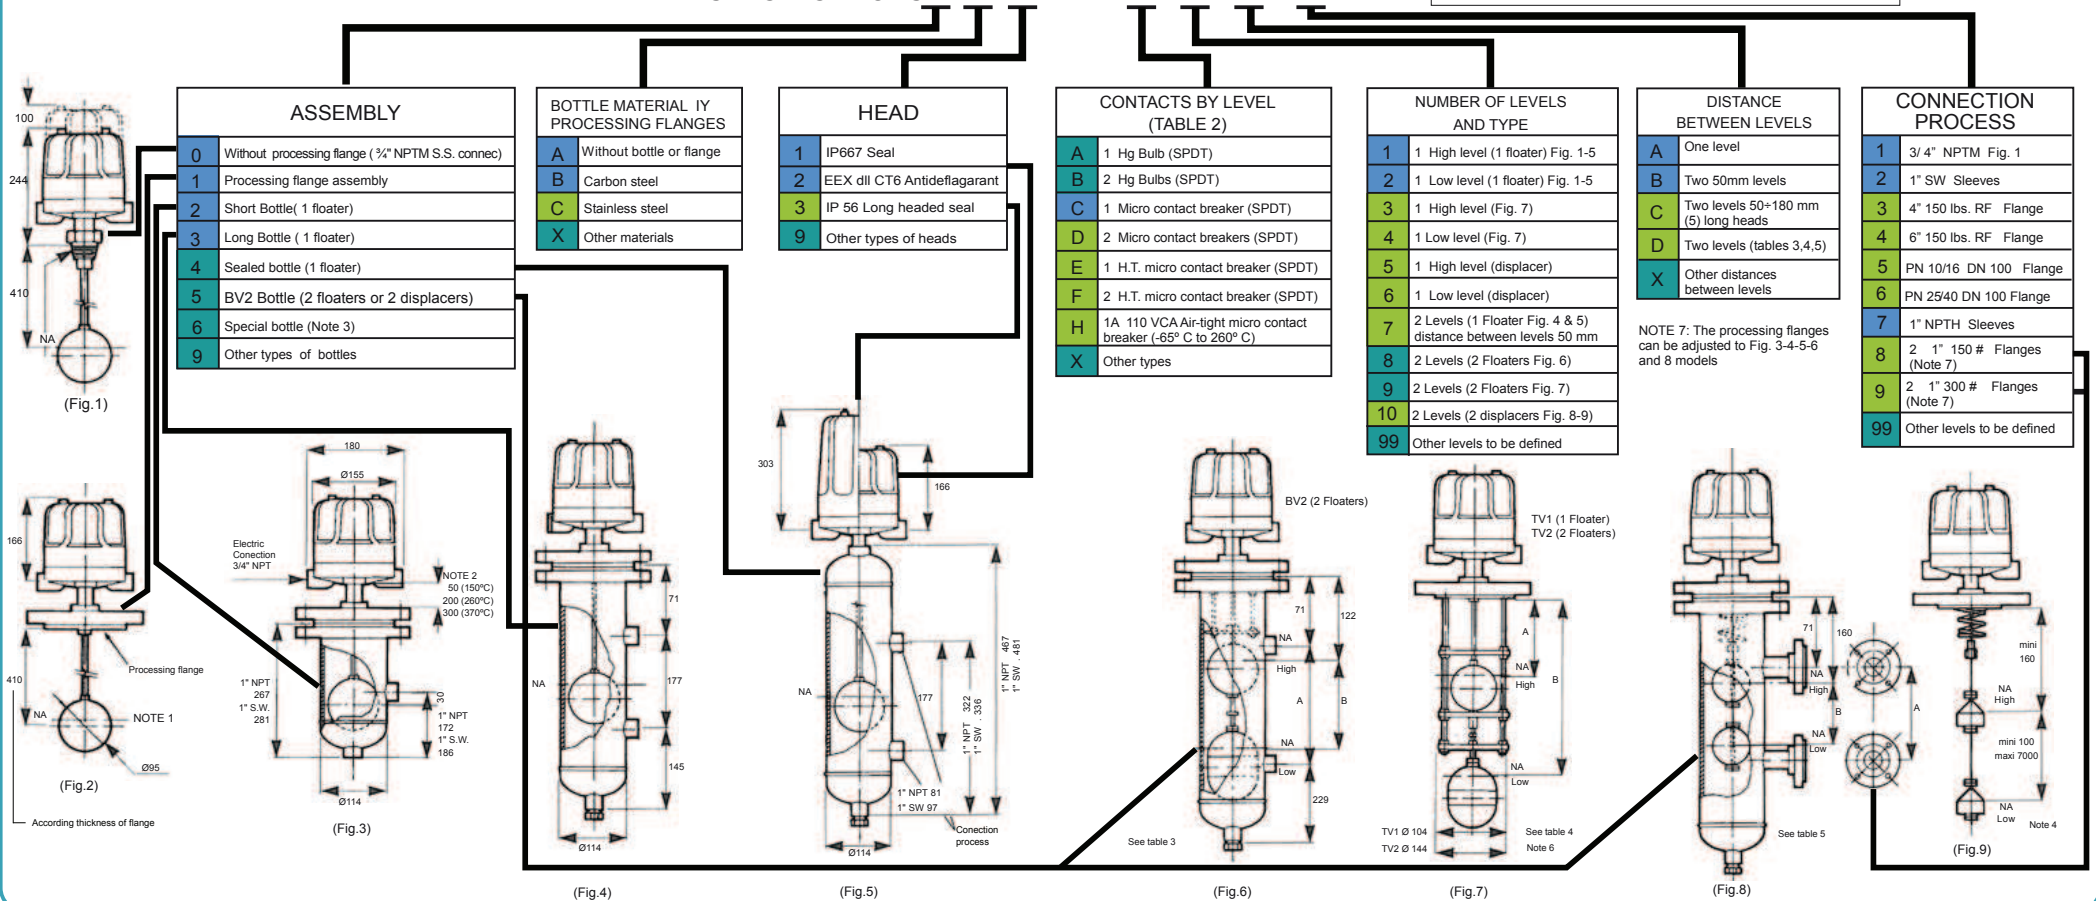 ASSEMBLY
0 Without processing flange ( ¾" NPTM S.S. connec)
1 Processing flange assembly
2 Short Bottle( 1 floater)
3 Long Bottle ( 1 floater)
4 Sealed bottle (1 floater)
5 BV2 Bottle (2 floaters or 2 displacers)
6 Special bottle (Note 3)
9 Other types of bottles
BOTTLE MATERIAL IY
PROCESSING FLANGES
A Without bottle or flange
B Carbon steel
C Stainless steel
X Other materials
HEAD
1 IP667 Seal
2 EEX dll CT6 Antideflagarant
3 IP 56 Long headed seal
9 Other types of heads
CONTACTS BY LEVEL
(TABLE 2)
A 1 Hg Bulb (SPDT)
B 2 Hg Bulbs (SPDT)
C 1 Micro contact breaker (SPDT)
D 2 Micro contact breakers (SPDT)
E 1 H.T. micro contact breaker (SPDT)
F 2 H.T. micro contact breaker (SPDT)
H 1A 110 VCA Air-tight micro contact
breaker (-65º C to 260º C)
X Other types
NUMBER OF LEVELS
AND TYPE
1 1 High level (1 floater) Fig. 1-5
2 1 Low level (1 floater) Fig. 1-5
3 1 High level (Fig. 7)
4 1 Low level (Fig. 7)
5 1 High level (displacer)
6 1 Low level (displacer)
7 2 Levels (1 Floater Fig. 4 & 5)
distance between levels 50 mm
8 2 Levels (2 Floaters Fig. 6)
9 2 Levels (2 Floaters Fig. 7)
10 2 Levels (2 displacers Fig. 8-9)
99 Other levels to be defined
DISTANCE
BETWEEN LEVELS
A One level
B Two 50mm levels
C Two levels 50÷180 mm
(5) long heads
D Two levels (tables 3,4,5)
X Other distances
between levels
NOTE 7: The processing flanges
can be adjusted to Fig. 3-4-5-6
and 8 models
CONNECTION
PROCESS
1 3/ 4" NPTM Fig. 1
2 1" SW Sleeves
3 4" 150 lbs. RF Flange
4 6" 150 lbs. RF Flange
5 PN 10/16 DN 100 Flange
6 PN 25/40 DN 100 Flange
7 1" NPTH Sleeves
8 2 1" 150 # Flanges
(Note 7)
9 2 1" 300 # Flanges
(Note 7)
99 Other levels to be defined
100
244
410
NA
(Fig.1)
166
410
NA
Processing flange
NOTE 1
Ø95
(Fig.2)
According thickness of flange
180
Ø155
Electric
Conection
3/4" NPT
NOTE 2
50 (150ºC)
200 (260ºC)
300 (370ºC)
1" NPT
267
1" S.W.
281
30
1" NPT
172
1" S.W.
186
Ø114
(Fig.3)
71
NA
177
145
Ø114
(Fig.4)
303
166
NA
177
1" NPT 322
1" SW . 336
1" NPT 467
1" SW . 481
1" NPT 81
1" SW 97
Conection
process
Ø114
(Fig.5)
BV2 (2 Floaters)
71
122
NA
High
A
B
NA
Low
229
See table 3
(Fig.6)
TV1 (1 Floater)
TV2 (2 Floaters)
A
NA
High
B
NA
Low
TV1 Ø 104
TV2 Ø 144
See table 4
Note 6
(Fig.7)
71
160
NA
High
B
NA
Low
A
See table 5
(Fig.8)
mini
160
NA
High
mini 100
maxi 7000
NA
Low
Note 4
(Fig.9)